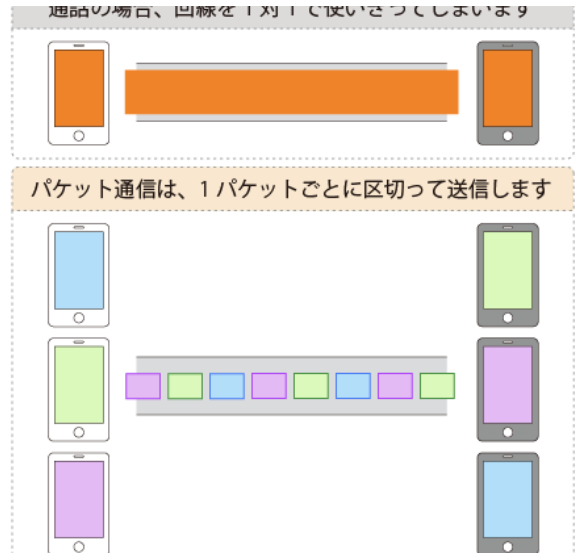 通話の場合、回線を1対1で使いきってしまいます
パケット通信は、1パケットごとに区切って送信します